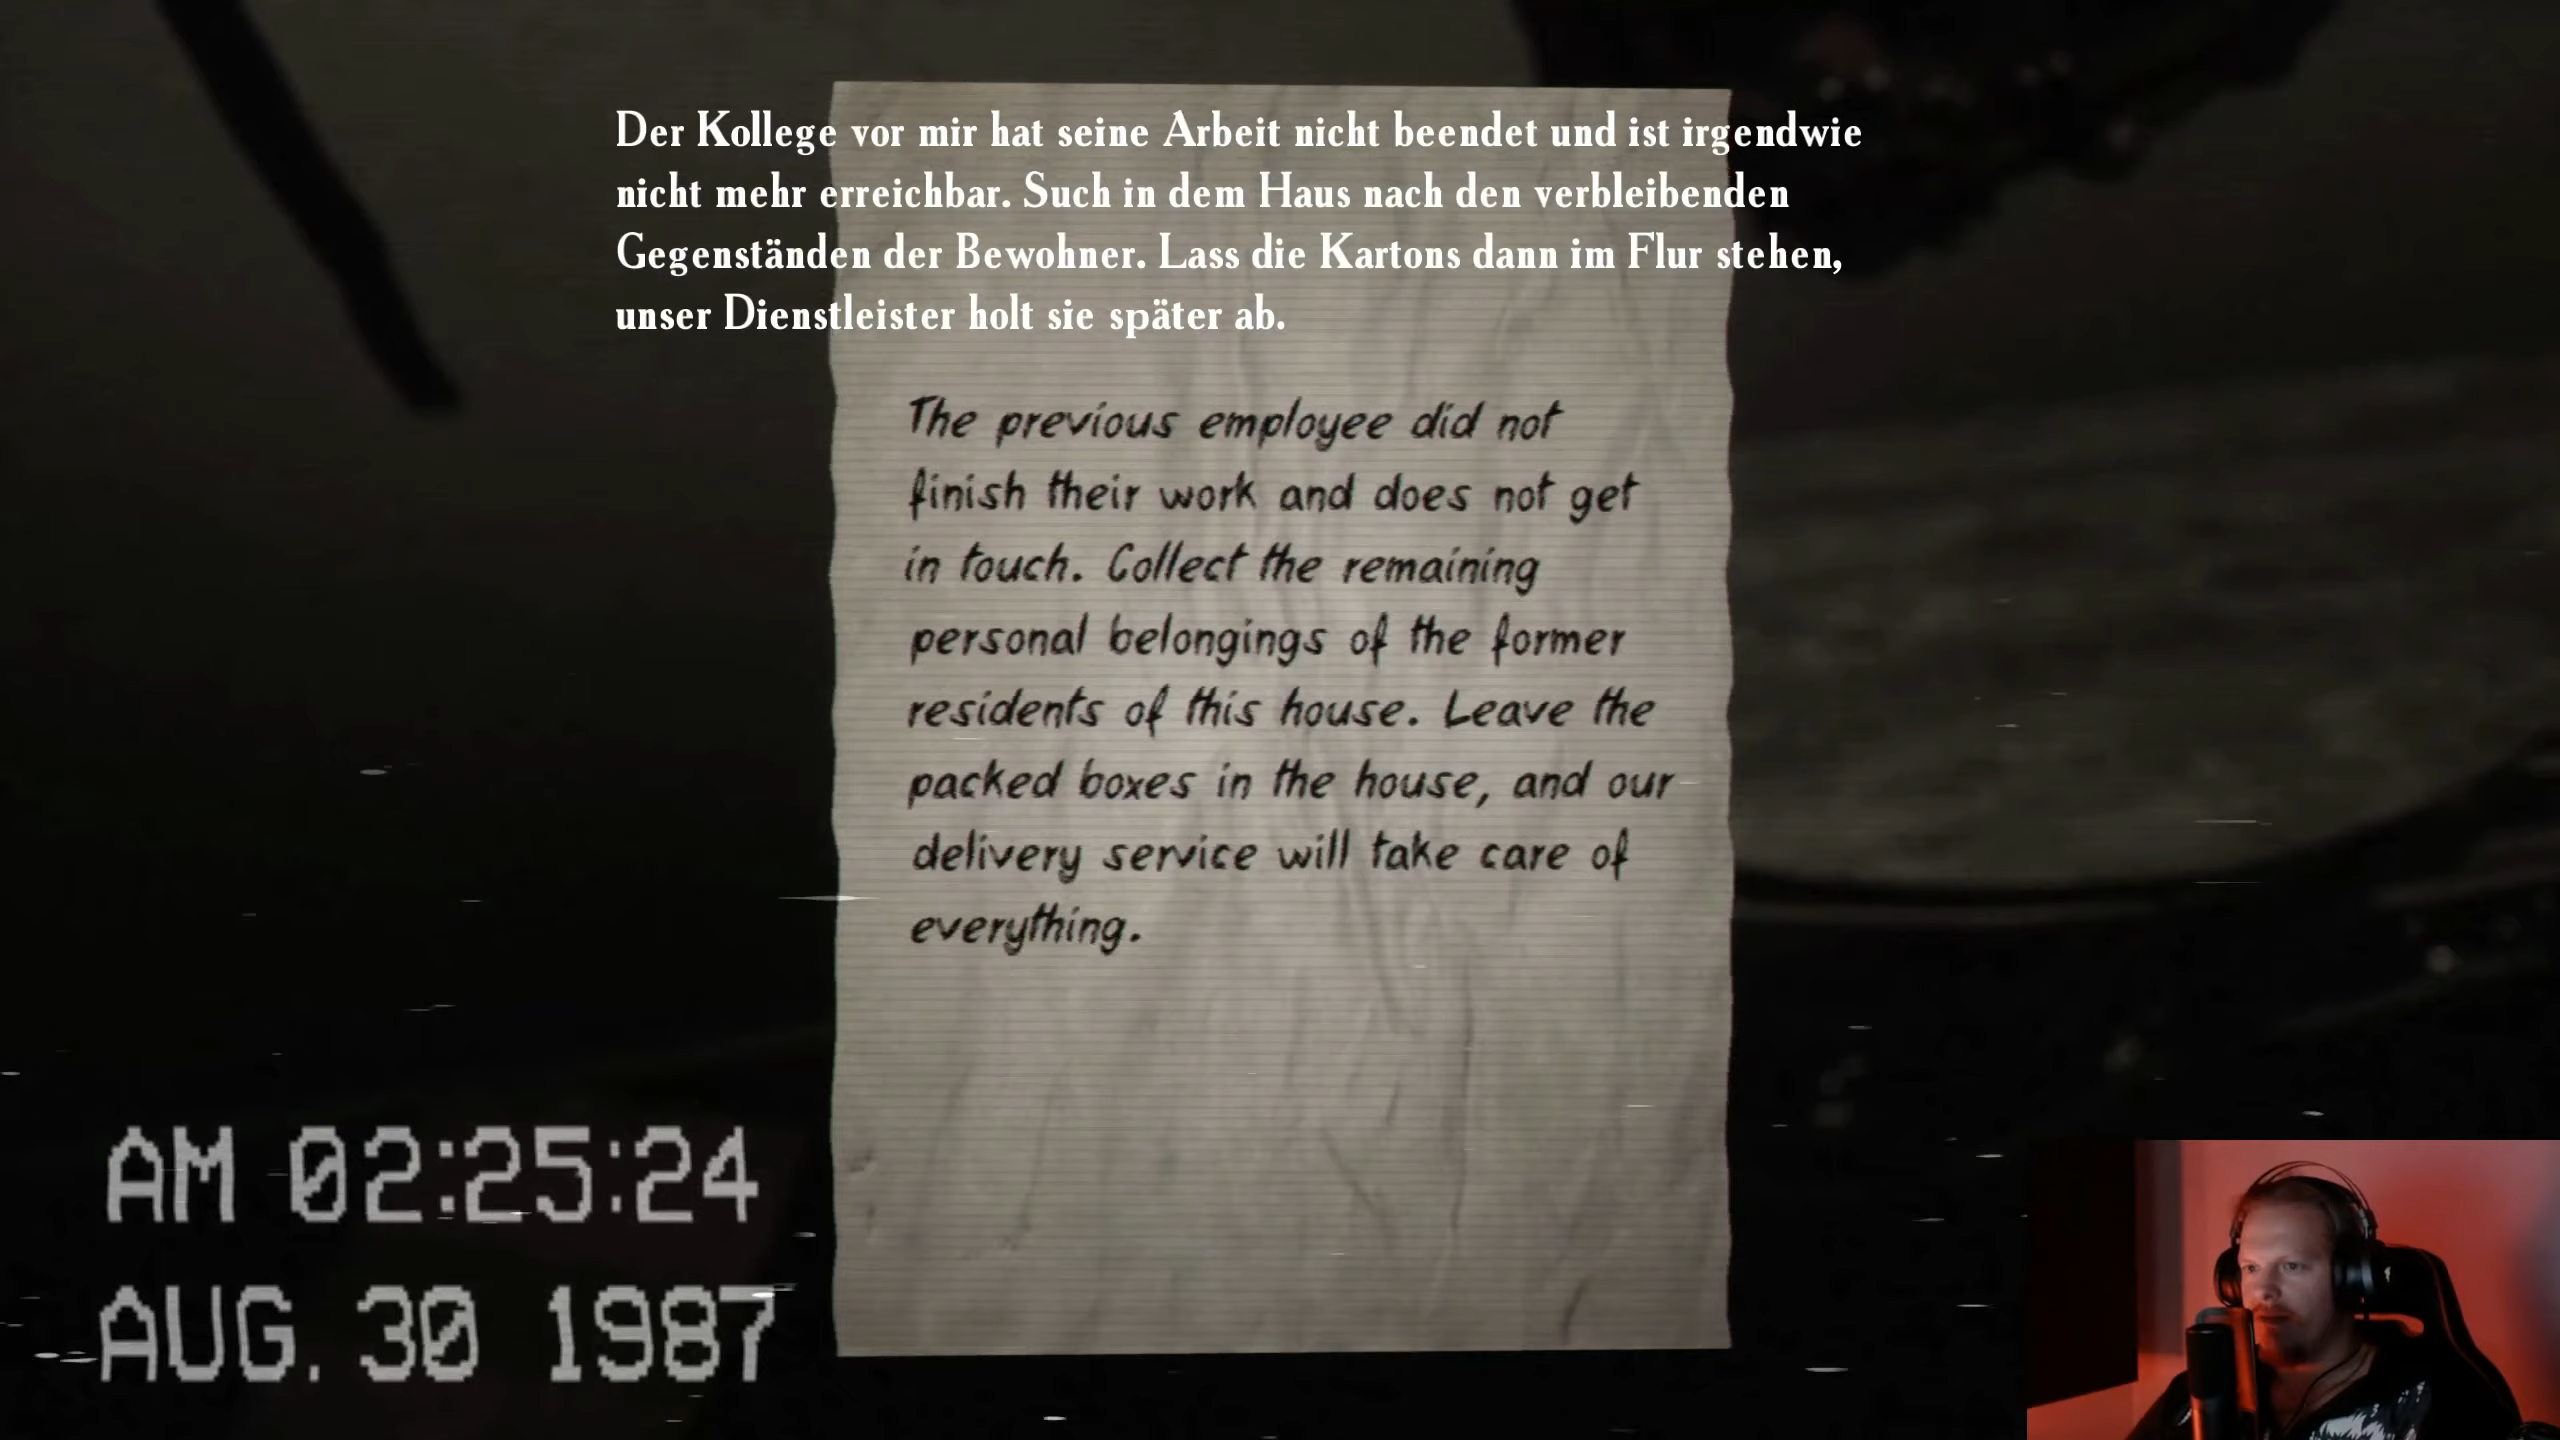 Der Kollege vor mir hat seine Arbeit nicht beendet und ist irgendwie
nicht mehr erreichbar. Such in dem Haus nach den verbleibenden
Gegenständen der Bewohner. Lass die Kartons dann im Flur stehen,
unser Dienstleister holt sie später ab.
The previous employee did not
finish their work and does not get
in touch. Collect the remaining
personal belongings of the former
residents of this house. Leave the
packed boxes in the house, and our
delivery service will take care of
everything.
AM 02:25:24
AUG. 30 1987